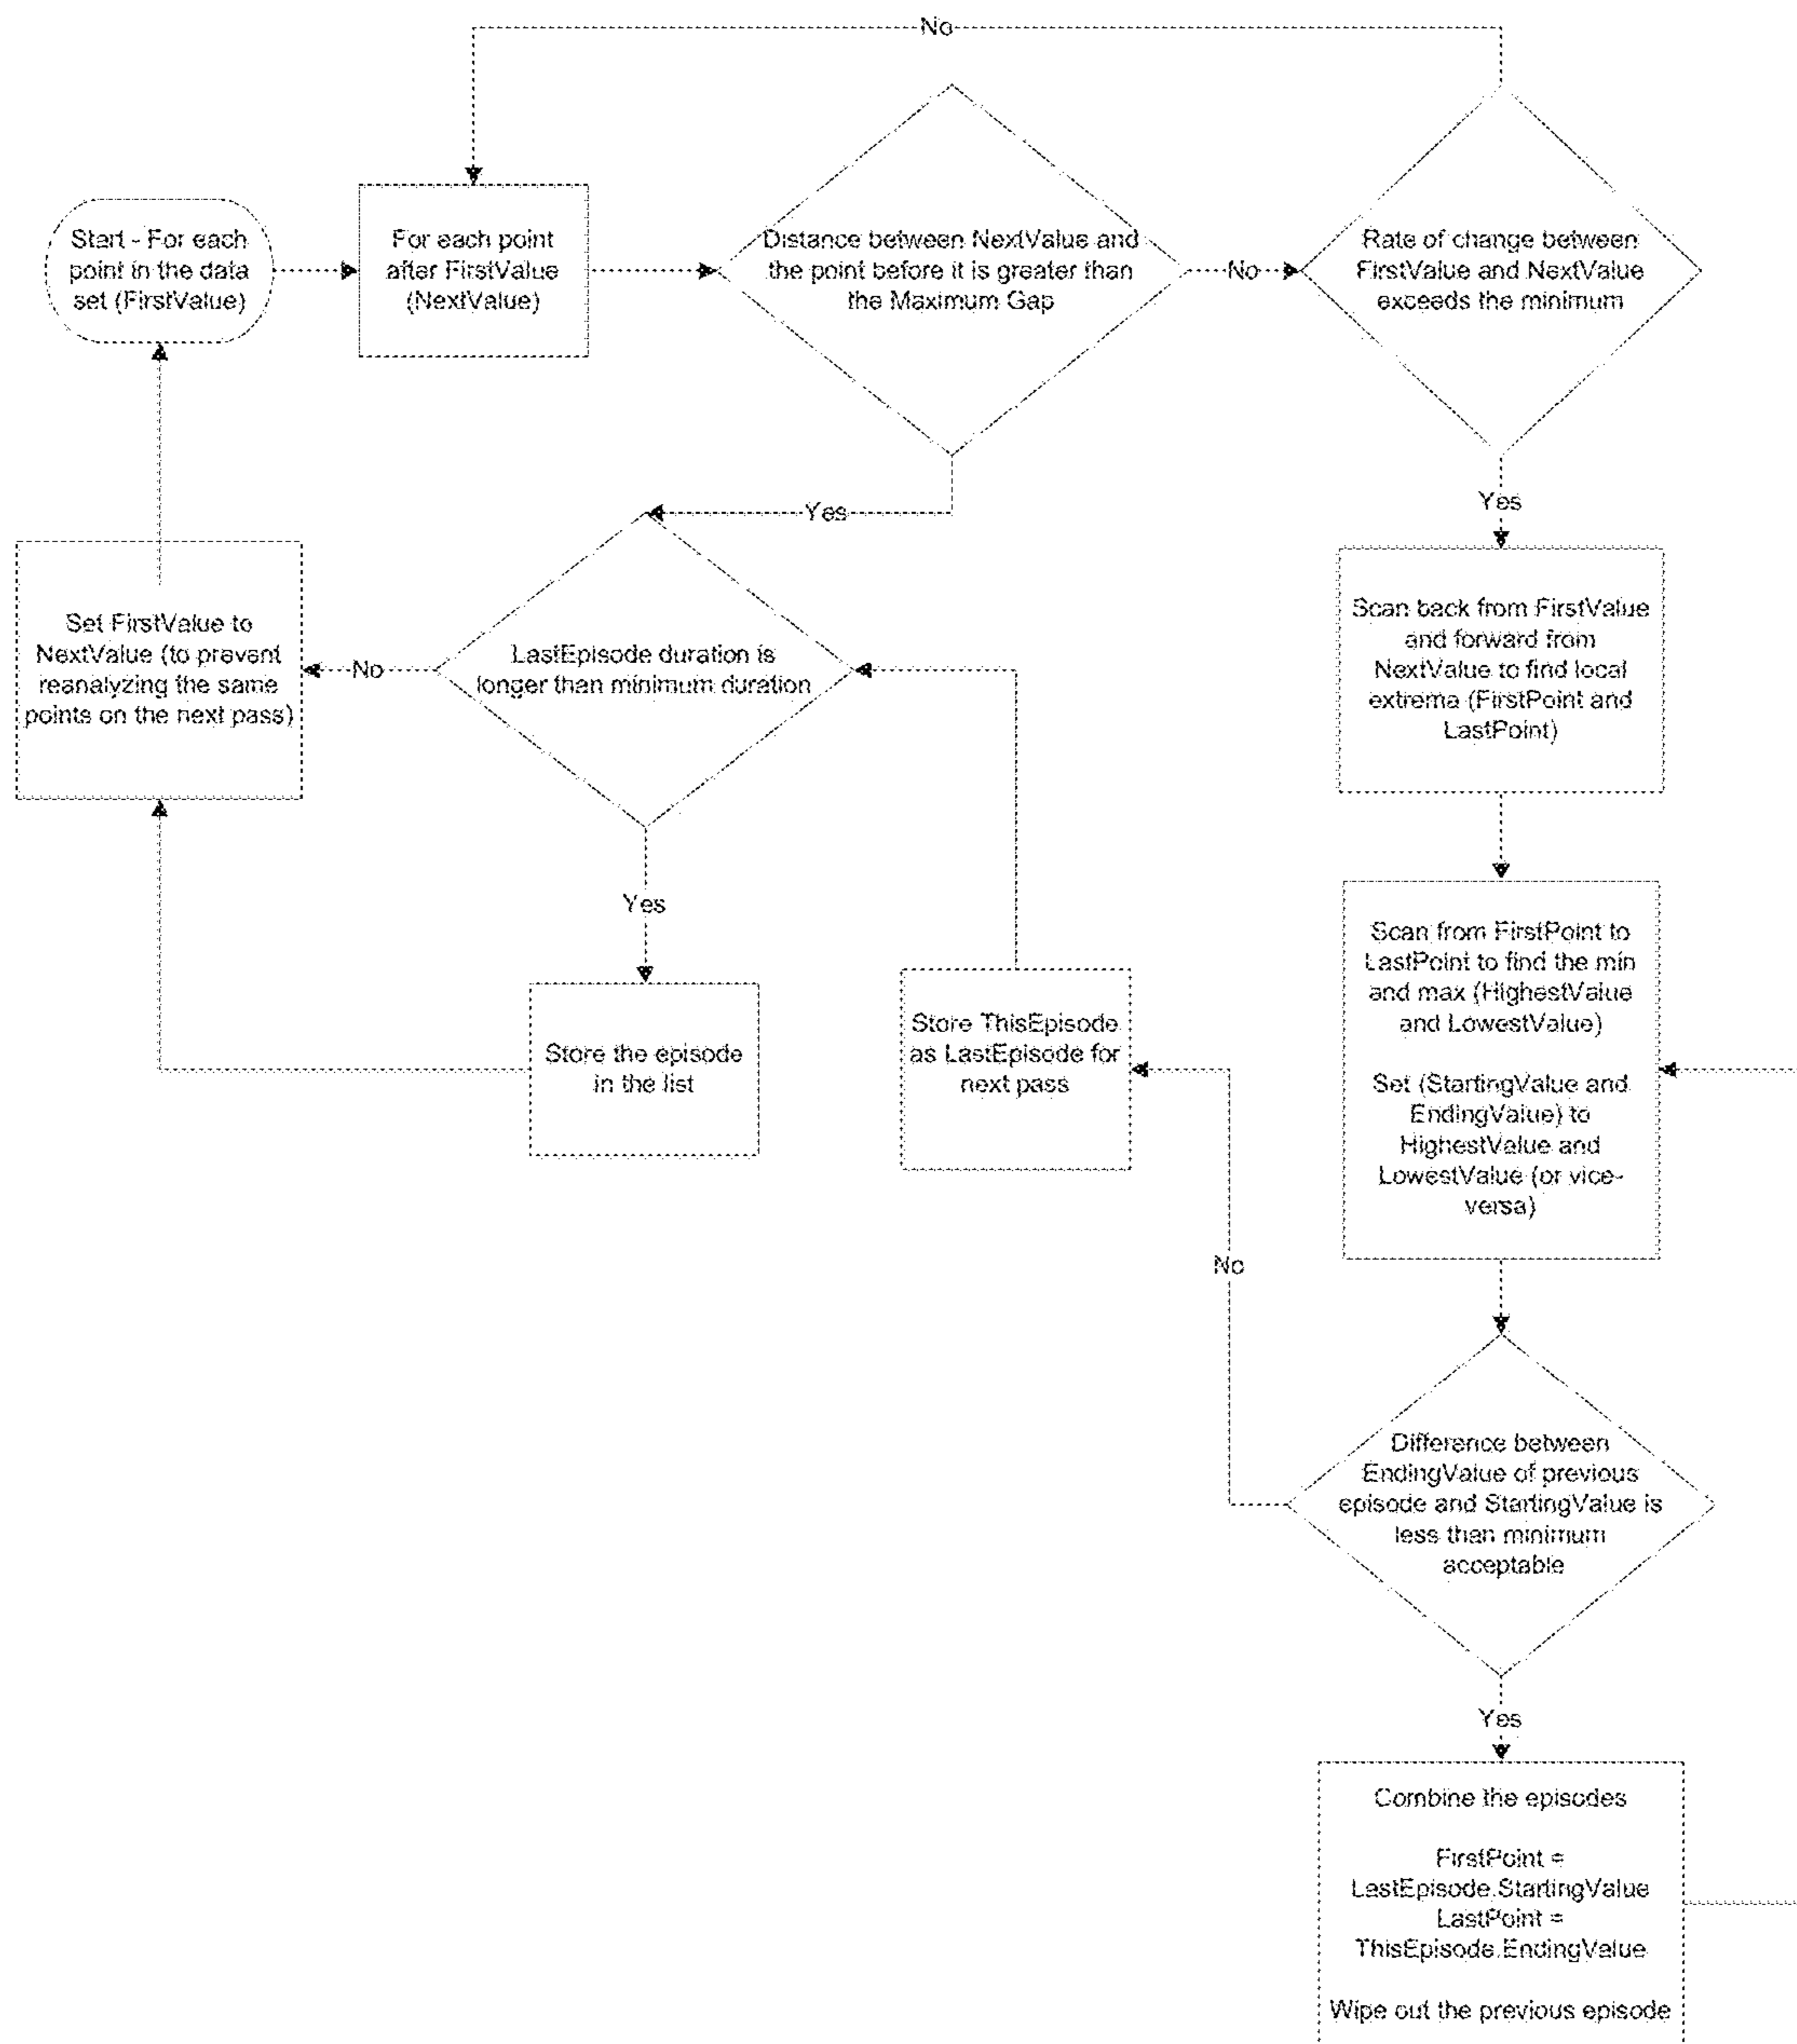 No
Start - For each
point in the data
set (FirstValue)
For each point
after FirstValue
(NextValue)
Distance between NextValue and
the point before it is greater than
the Maximum Gap
No
Rate of change between
FirstValue and NextValue
exceeds the minimum
Yes
Yes
Set FirstValue to
NextValue (to prevent
reanalyzing the same
points on the next pass)
No
LastEpisode duration is
longer than minimum duration
Scan back from FirstValue
and forward from
NextValue to find local
extrema (FirstPoint and
LastPoint)
Yes
Store the episode
in the list
Store ThisEpisode
as LastEpisode for
next pass
Scan from FirstPoint to
LastPoint to find the min
and max (HighestValue
and LowestValue)
Set (StartingValue and
EndingValue) to
HighestValue and
LowestValue (or vice-
versa)
No
Difference between
EndingValue of previous
episode and StartingValue is
less than minimum
acceptable
Yes
Combine the episodes
FirstPoint =
LastEpisode.StartingValue
LastPoint =
ThisEpisode.EndingValue
Wipe out the previous episode